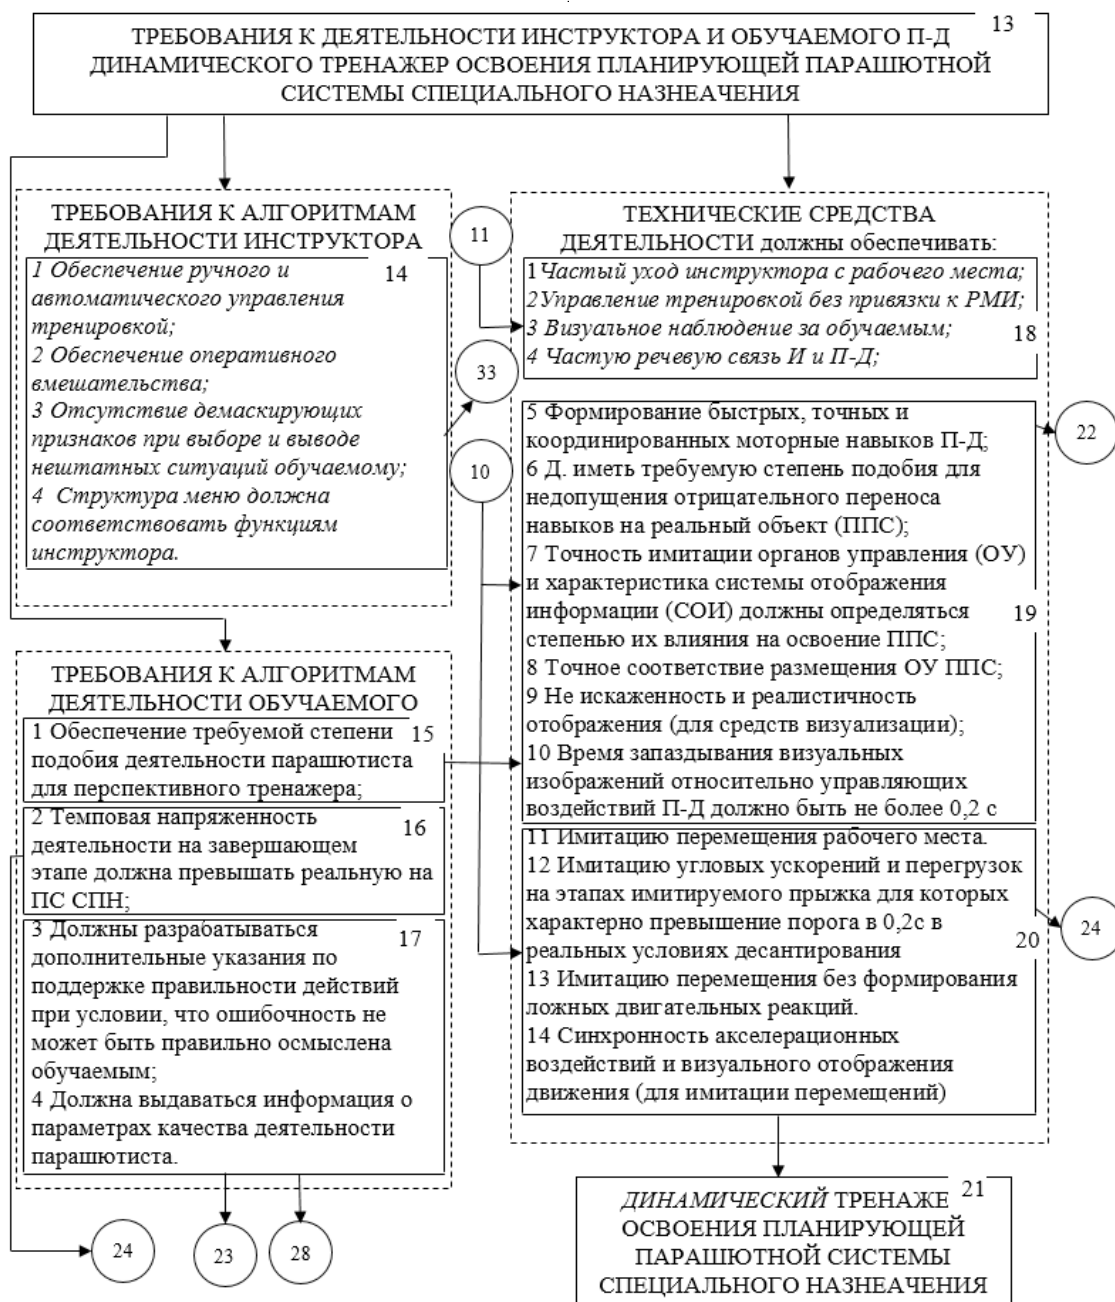 13
ТРЕБОВАНИЯ К ДЕЯТЕЛЬНОСТИ ИНСТРУКТОРА И ОБУЧАЕМОГО П-Д
ДИНАМИЧЕСКОГО ТРЕНАЖЕР ОСВОЕНИЯ ПЛАНИРУЮЩЕЙ ПАРАШЮТНОЙ
СИСТЕМЫ СПЕЦИАЛЬНОГО НАЗНЕАЧЕНИЯ
ТРЕБОВАНИЯ К АЛГОРИТМАМ
ДЕЯТЕЛЬНОСТИ ИНСТРУКТОРА
1 Обеспечение ручного и
14
автоматического управления
тренировкой;
2 Обеспечение оперативного
вмешательства;
3 Отсутствие демаскирующих
признаков при выборе и выводе
нештатных ситуаций обучаемому;
4 Структура меню должна
соответствовать функциям
инструктора.
33
ТРЕБОВАНИЯ К АЛГОРИТМАМ
ДЕЯТЕЛЬНОСТИ ОБУЧАЕМОГО
1 Обеспечение требуемой степени
15
подобия деятельности парашютиста
для перспективного тренажера;
2 Темповая напряженность
16
деятельности на завершающем
этапе должна превышать реальную на
ПС СПН;
3 Должны разрабатываться
17
дополнительные указания по
поддержке правильности действий
при условии, что ошибочность не
может быть правильно осмыслена
обучаемым;
4 Должна выдаваться информация о
параметрах качества деятельности
парашютиста.
24
23
28
11
10
ТЕХНИЧЕСКИЕ СРЕДСТВА
ДЕЯТЕЛЬНОСТИ должны обеспечивать:
1Частый уход инструктора с рабочего места;
2Управление тренировкой без привязки к РМИ;
3 Визуальное наблюдение за обучаемым;
18
4 Частую речевую связь И и П-Д;
5 Формирование быстрых, точных и
координированных моторные навыков П-Д;
22
6 Д. иметь требуемую степень подобия для
недопущения отрицательного переноса
навыков на реальный объект (ППС);
7 Точность имитации органов управления (ОУ)
и характеристика системы отображения
информации (СОИ) должны определяться
19
степенью их влияния на освоение ППС;
8 Точное соответствие размещения ОУ ППС;
9 Не искаженность и реалистичность
отображения (для средств визуализации);
10 Время запаздывания визуальных
изображений относительно управляющих
воздействий П-Д должно быть не более 0,2 с
11 Имитацию перемещения рабочего места.
12 Имитацию угловых ускорений и перегрузок
на этапах имитируемого прыжка для которых
характерно превышение порога в 0,2с в
24
20
реальных условиях десантирования
13 Имитацию перемещения без формирования
ложных двигательных реакций.
14 Синхронность акселерационных
воздействий и визуального отображения
движения (для имитации перемещений)
21
ДИНАМИЧЕСКИЙ ТРЕНАЖЕ
ОСВОЕНИЯ ПЛАНИРУЮЩЕЙ
ПАРАШЮТНОЙ СИСТЕМЫ
СПЕЦИАЛЬНОГО НАЗНЕАЧЕНИЯ